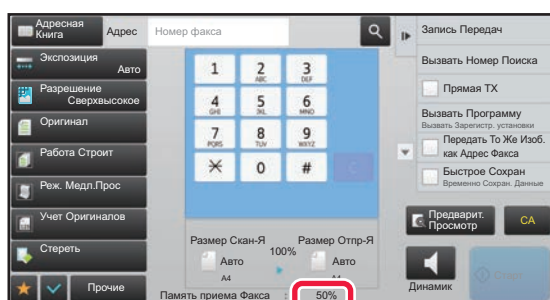 Адресная
Книга
Адрес
Номер факса
Запись Передач
Экспозиция
Авто
Вызвать Номер Поиска
Разрешение
Сверхвысокое
Прямая TX
Оригинал
Вызвать Программу
Вызвать Зарегистр. установки
Передать То Же Изоб.
как Адрес Факса
Работа Строит
Быстрое Сохран
Временно Сохран. Данные
Реж. Медл.Прос
Учет Оригиналов
Предварит.
Просмотр
CA
Стереть
1
2
ABC
3
DEF
4
GHI
5
JKL
6
MNO
7
PQRS
8
TUV
9
WXYZ
0
#
C
Размер Скан-Я
100%
Размер Отпр-Я
Авто
A4
Авто
A4
Динамик
Старт
Прочие
Память приема Факса : 50%